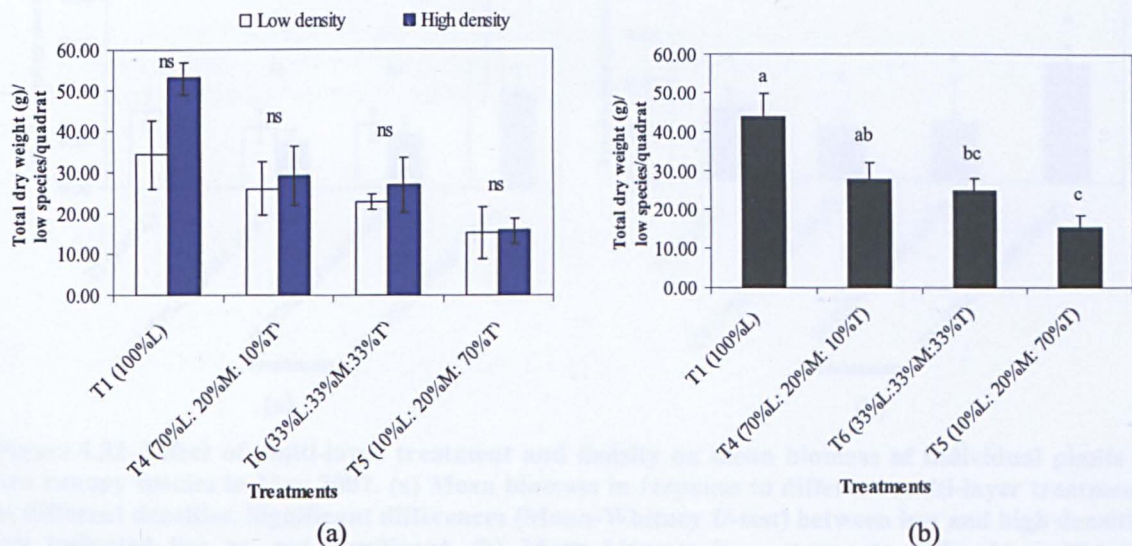 Low density High density
Total dry weight (g)/
low species/quadrat
60.00
50.00
40.00
30.00
20.00
10.00
0.00
ns
ns
ns
ns
T1 (100%L)
T4 (70%L: 20%M: 10%T)
T6 (33%L:33%M:33%T)
T5 (10%L: 20%M: 70%T)
Treatments
(a)
Total dry weight (g)/
low species/quadrat
60.00
50.00
40.00
30.00
20.00
10.00
0.00
a
ab
bc
c
T1 (100%L)
T4 (70%L: 20%M: 10%T)
T6 (33%L:33%M:33%T)
T5 (10%L: 20%M: 70%T)
Treatments
(b)